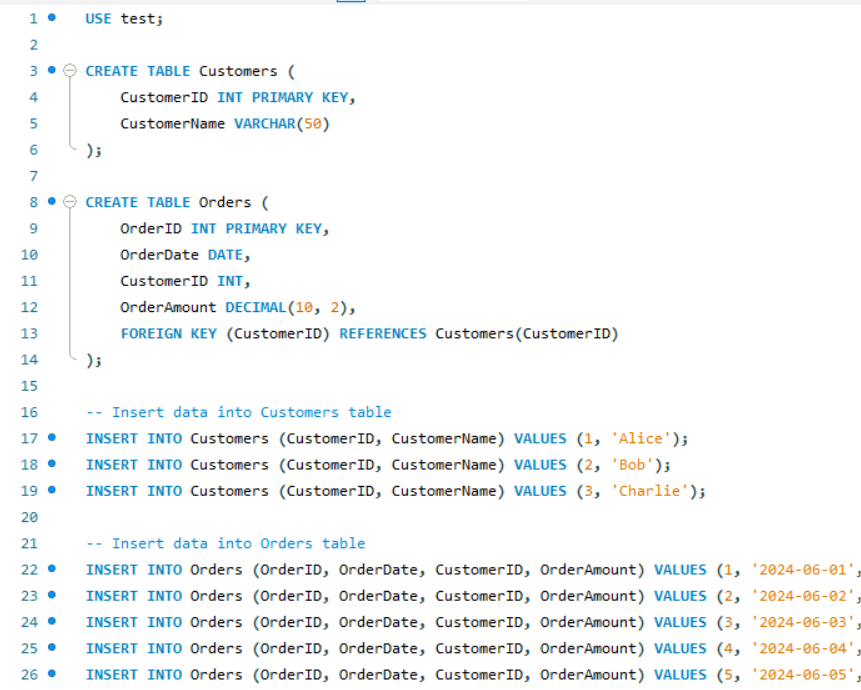 1 USE test;
2
3 CREATE TABLE Customers (
4 CustomerID INT PRIMARY KEY,
5 CustomerName VARCHAR(50)
6 );
7
8 CREATE TABLE Orders (
9 OrderID INT PRIMARY KEY,
10 OrderDate DATE,
11 CustomerID INT,
12 OrderAmount DECIMAL(10, 2),
13 FOREIGN KEY (CustomerID) REFERENCES Customers(CustomerID)
14 );
15
16 -- Insert data into Customers table
17 INSERT INTO Customers (CustomerID, CustomerName) VALUES (1, 'Alice');
18 INSERT INTO Customers (CustomerID, CustomerName) VALUES (2, 'Bob');
19 INSERT INTO Customers (CustomerID, CustomerName) VALUES (3, 'Charlie');
20
21 -- Insert data into Orders table
22 INSERT INTO Orders (OrderID, OrderDate, CustomerID, OrderAmount) VALUES (1, '2024-06-01',
23 INSERT INTO Orders (OrderID, OrderDate, CustomerID, OrderAmount) VALUES (2, '2024-06-02',
24 INSERT INTO Orders (OrderID, OrderDate, CustomerID, OrderAmount) VALUES (3, '2024-06-03',
25 INSERT INTO Orders (OrderID, OrderDate, CustomerID, OrderAmount) VALUES (4, '2024-06-04',
26 INSERT INTO Orders (OrderID, OrderDate, CustomerID, OrderAmount) VALUES (5, '2024-06-05',